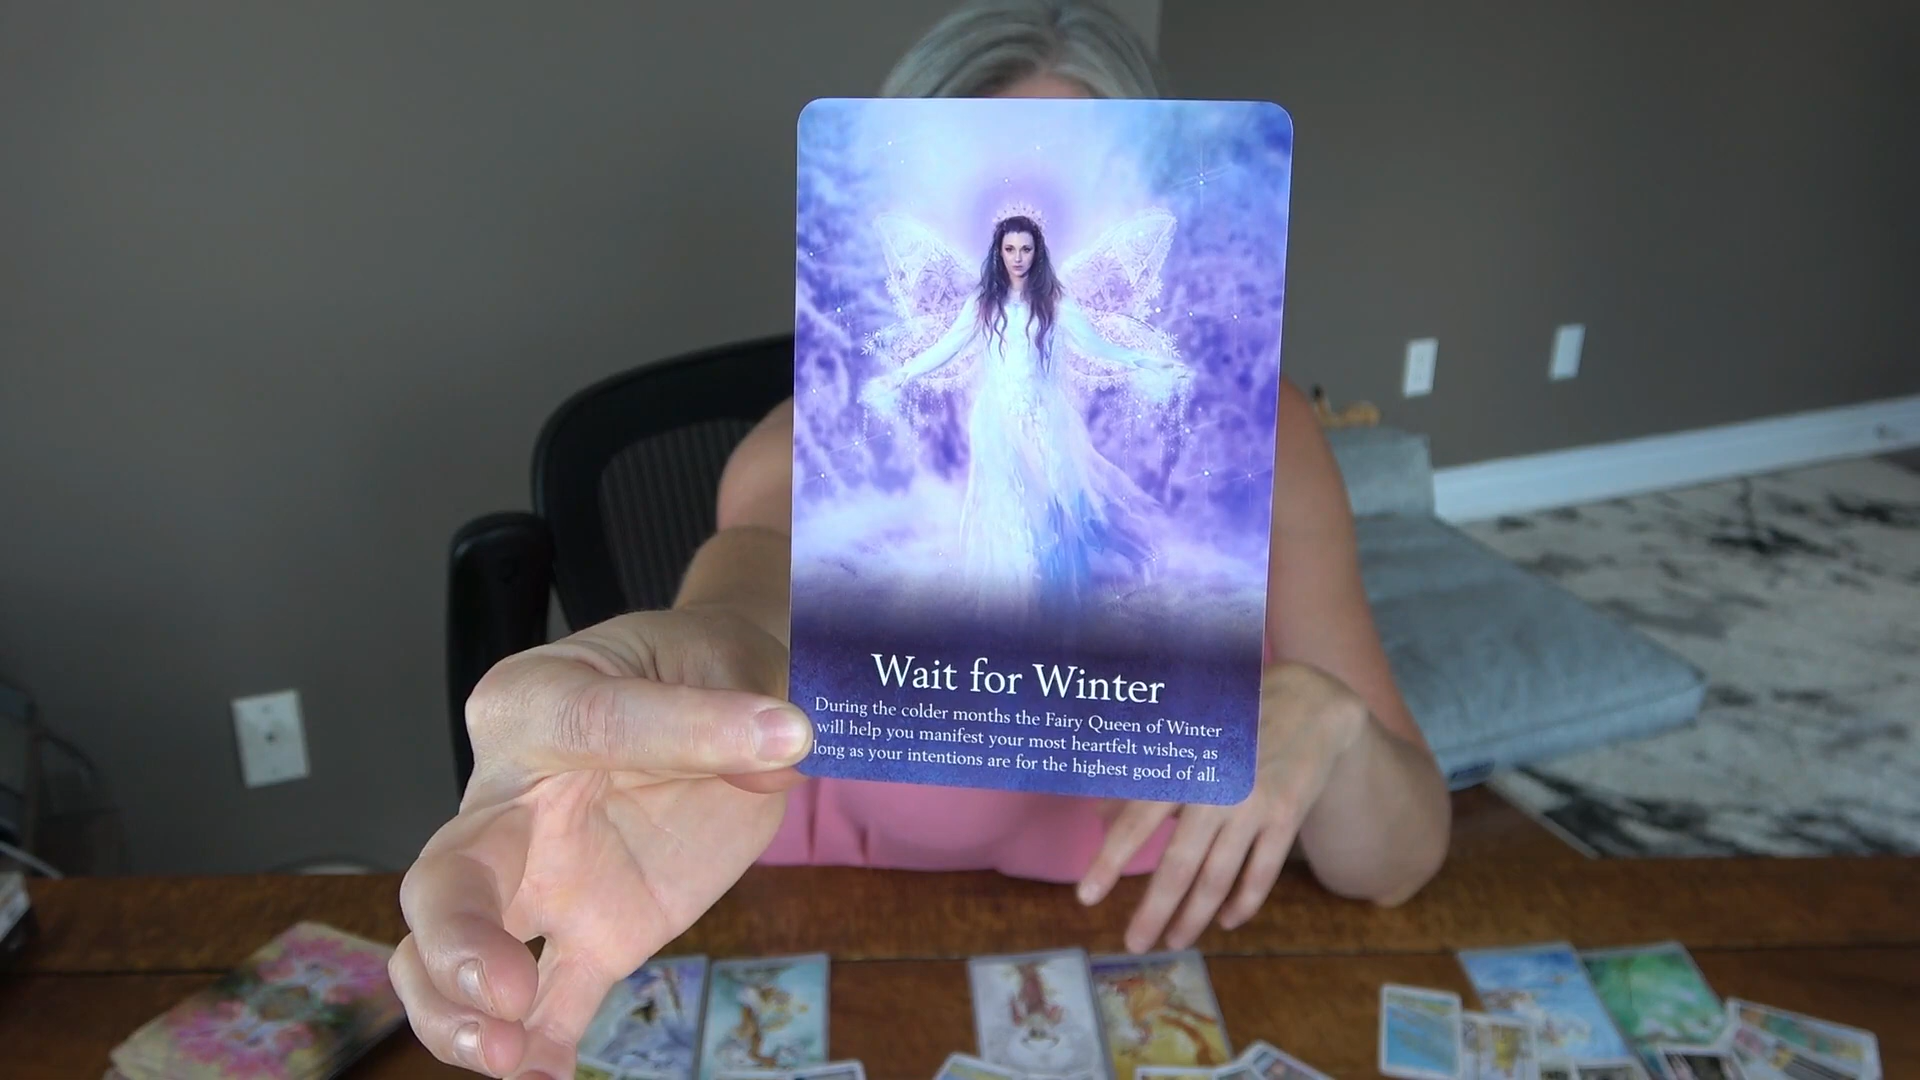 Wait for Winter
During the colder months the Fairy Queen of Winter
will help you manifest your most heartfelt wishes, as
long as your intentions are for the highest good of all.